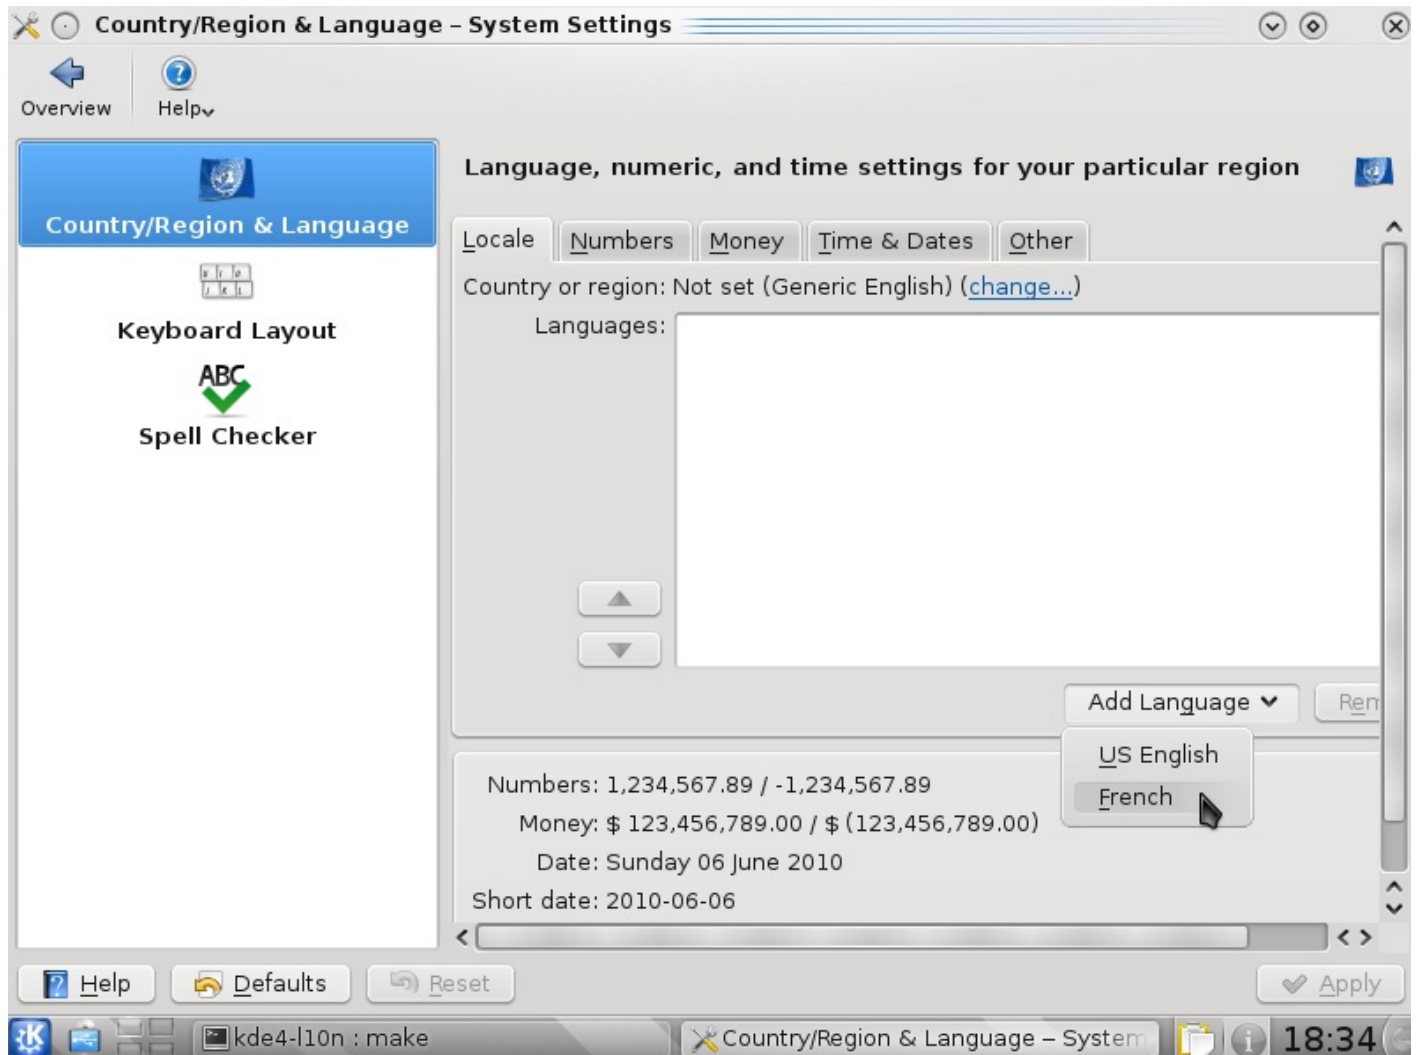 Country/Region & Language – System Settings
Overview
Help
Country/Region & Language
Keyboard Layout
ABC
Spell Checker
Language, numeric, and time settings for your particular region
Locale Numbers Money Time & Dates Other
Country or region: Not set (Generic English) (change...)
Languages:
Add Language
US English
French
Numbers: 1,234,567.89 / -1,234,567.89
Money: $ 123,456,789.00 / $ (123,456,789.00)
Date: Sunday 06 June 2010
Short date: 2010-06-06
Help Defaults Reset Apply
kde4-l10n : make Country/Region & Language – System 18:34